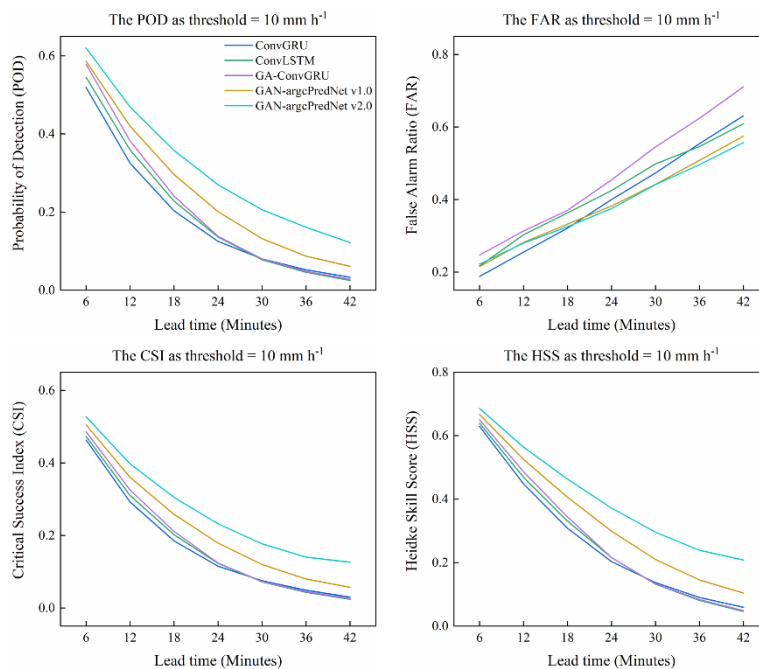 The POD as threshold = 10 mm h⁻¹
Probability of Detection (POD)
0.6
0.4
0.2
0.0
ConvGRU
ConvLSTM
GA-ConvGRU
GAN-argcPredNet v1.0
GAN-argcPredNet v2.0
6 12 18 24 30 36 42
Lead time (Minutes)
The FAR as threshold = 10 mm h⁻¹
False Alarm Ratio (FAR)
0.8
0.6
0.4
0.2
6 12 18 24 30 36 42
Lead time (Minutes)
The CSI as threshold = 10 mm h⁻¹
Critical Success Index (CSI)
0.6
0.4
0.2
0.0
6 12 18 24 30 36 42
Lead time (Minutes)
The HSS as threshold = 10 mm h⁻¹
Heidke Skill Score (HSS)
0.8
0.6
0.4
0.2
0.0
6 12 18 24 30 36 42
Lead time (Minutes)